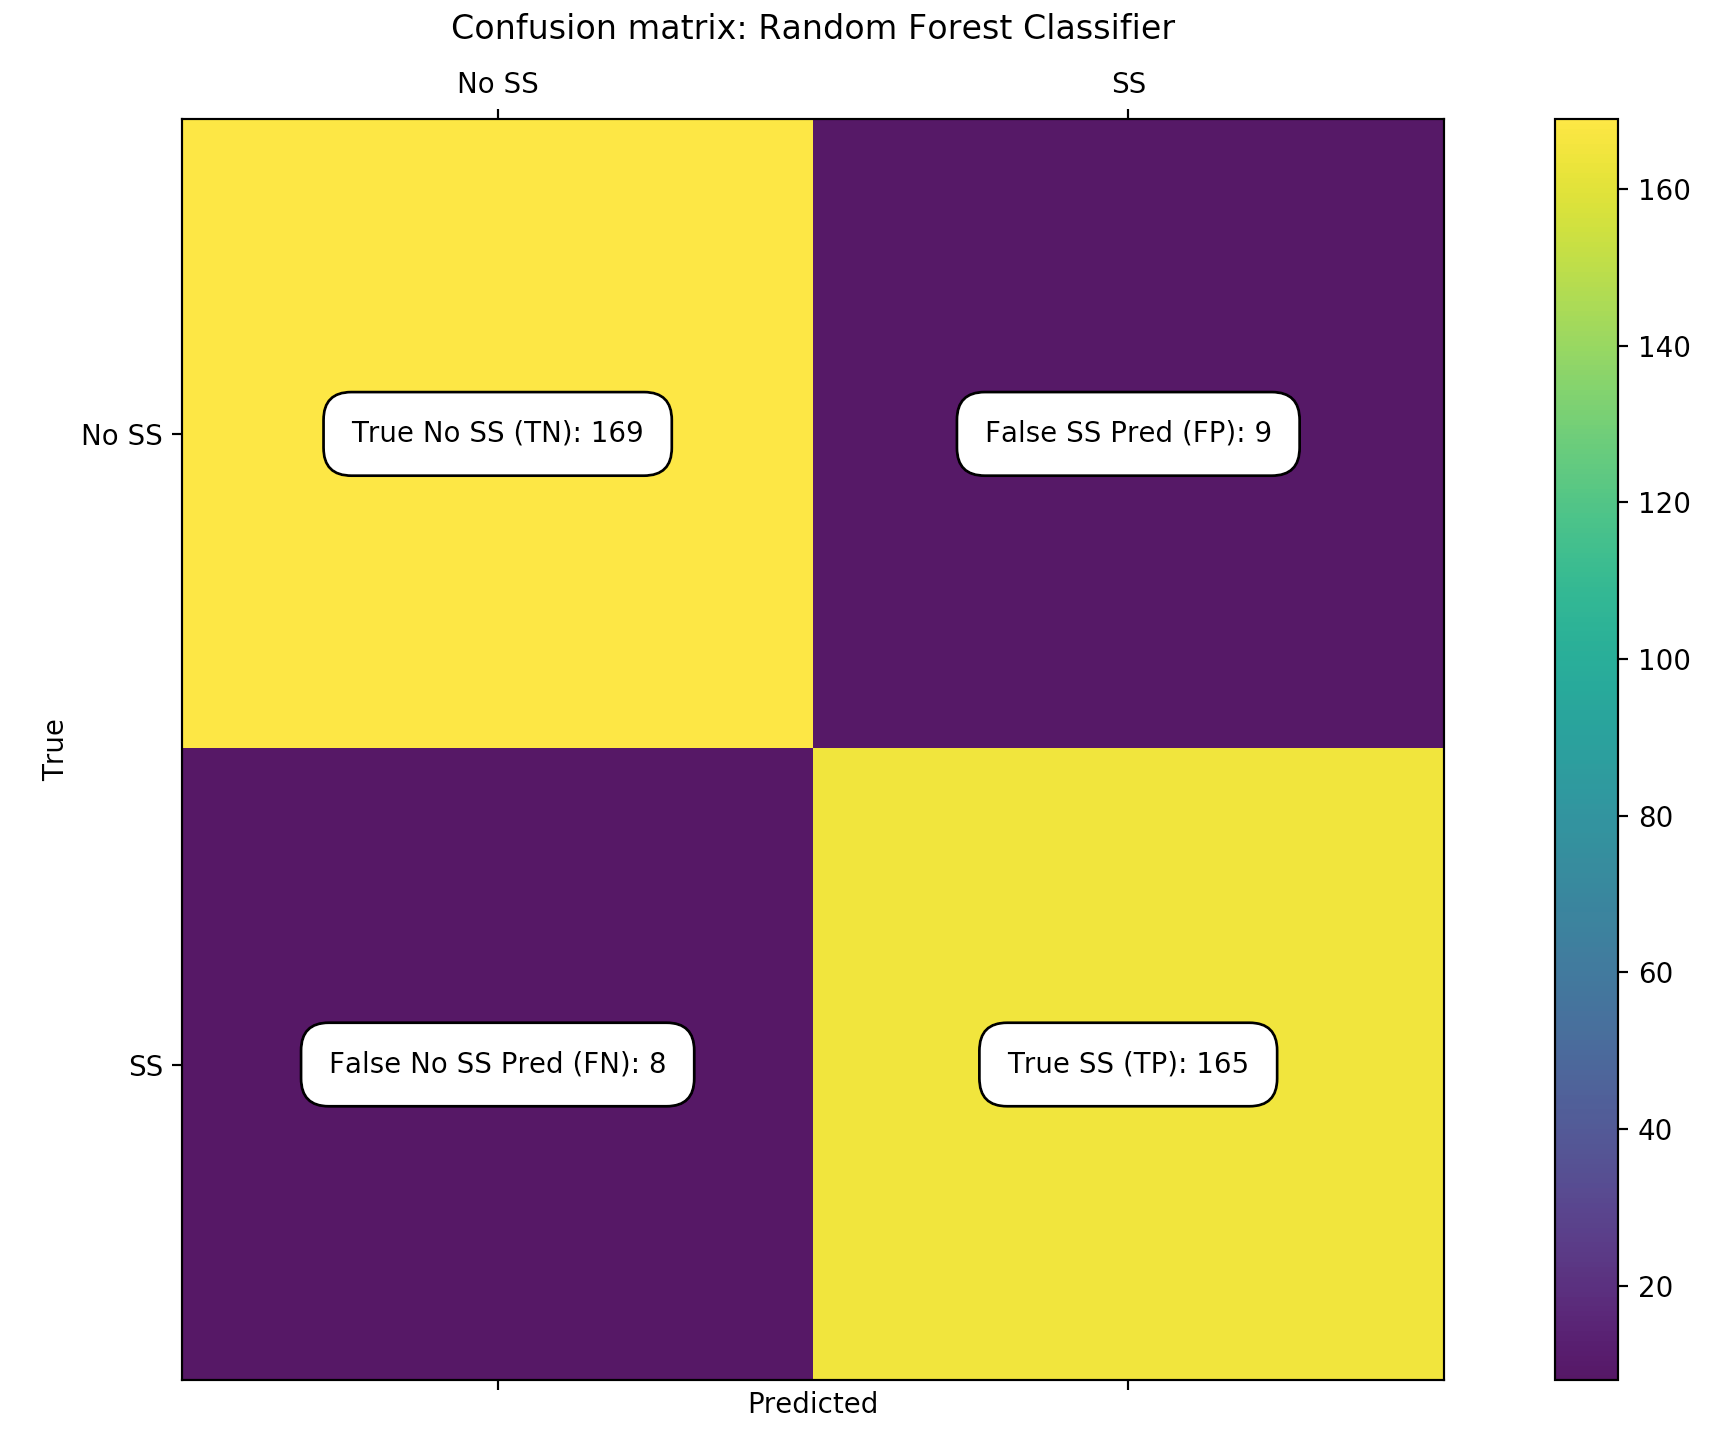 Confusion matrix: Random Forest Classifier
No SS
SS
No SS
True No SS (TN): 169
False SS Pred (FP): 9
True
SS
False No SS Pred (FN): 8
True SS (TP): 165
Predicted
160
140
120
100
80
60
40
20